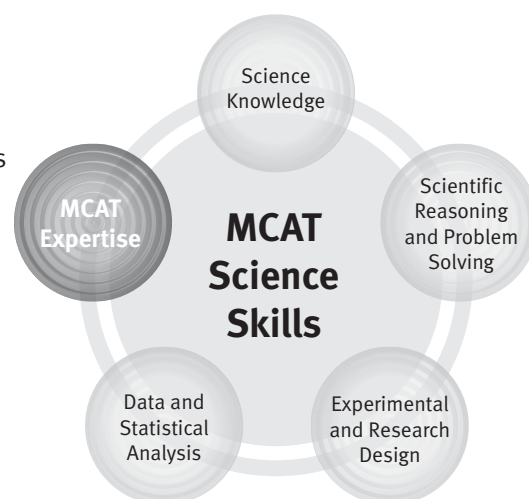 Science
Knowledge
s
MCAT
Expertise
MCAT
Science
Skills
Scientific
Reasoning
and Problem
Solving
Data and
Statistical
Analysis
Experimental
and Research
Design